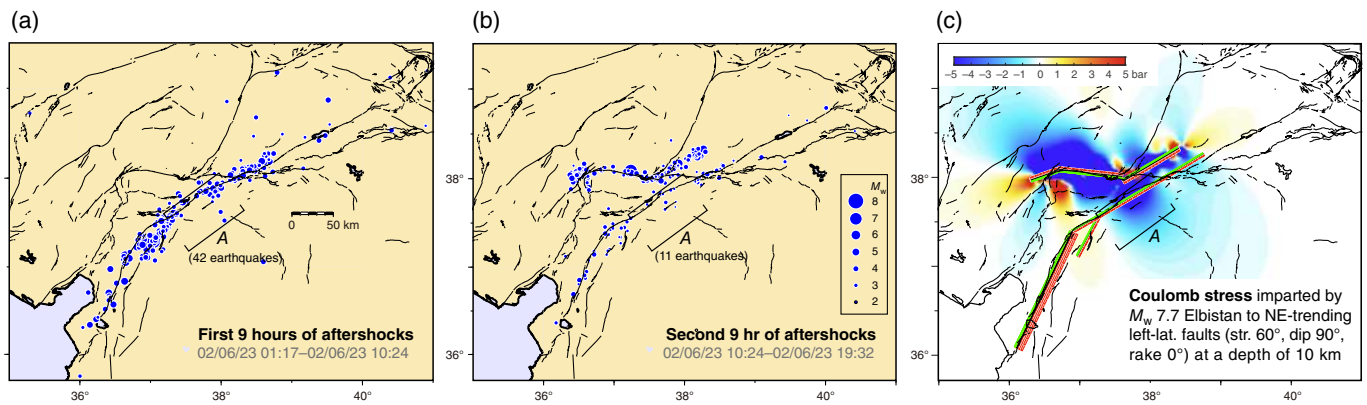 (a)
38°
36°
A
(42 earthquakes)
0 50 km
First 9 hours of aftershocks
02/06/23 01:17–02/06/23 10:24
36° 38° 40°
(b)
A
(11 earthquakes)
Mw
8
7
6
5
4
3
2
Second 9 hr of aftershocks
02/06/23 10:24–02/06/23 19:32
36° 38° 40°
(c)
−5 −4 −3 −2 −1 0 1 2 3 4 5 bar
38°
36°
A
Coulomb stress imparted by
Mw 7.7 Elbistan to NE-trending
left-lat. faults (str. 60°, dip 90°,
rake 0°) at a depth of 10 km
36° 38° 40°